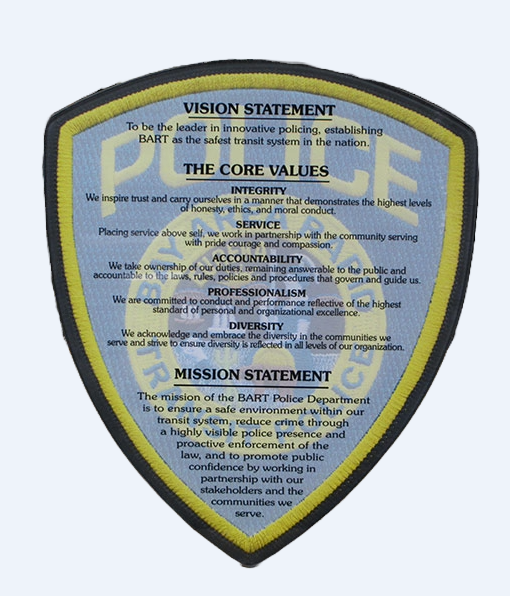 VISION STATEMENT
To be the leader in innovative policing, establishing
BART as the safest transit system in the nation.
POLICE
THE CORE VALUES
INTEGRITY
We inspire trust and carry ourselves in a manner that demonstrates the highest levels
of honesty, ethics, and moral conduct.
SERVICE
Placing service above self, we work in partnership with the community serving
with pride courage and compassion.
ACCOUNTABILITY
We take ownership of our duties, remaining answerable to the public and
accountable to the laws, rules, policies and procedures that govern and guide us.
PROFESSIONALISM
We are committed to conduct and performance reflective of the highest
standard of personal and organizational excellence.
DIVERSITY
We acknowledge and embrace the diversity in the communities we
serve and strive to ensure diversity is reflected in all levels of our organization.
MISSION STATEMENT
The mission of the BART Police Department
is to ensure a safe environment within our
transit system, reduce crime through
a highly visible police presence and
proactive enforcement of the
law, and to promote public
confidence by working in
partnership with our
stakeholders and the
communities we
serve.